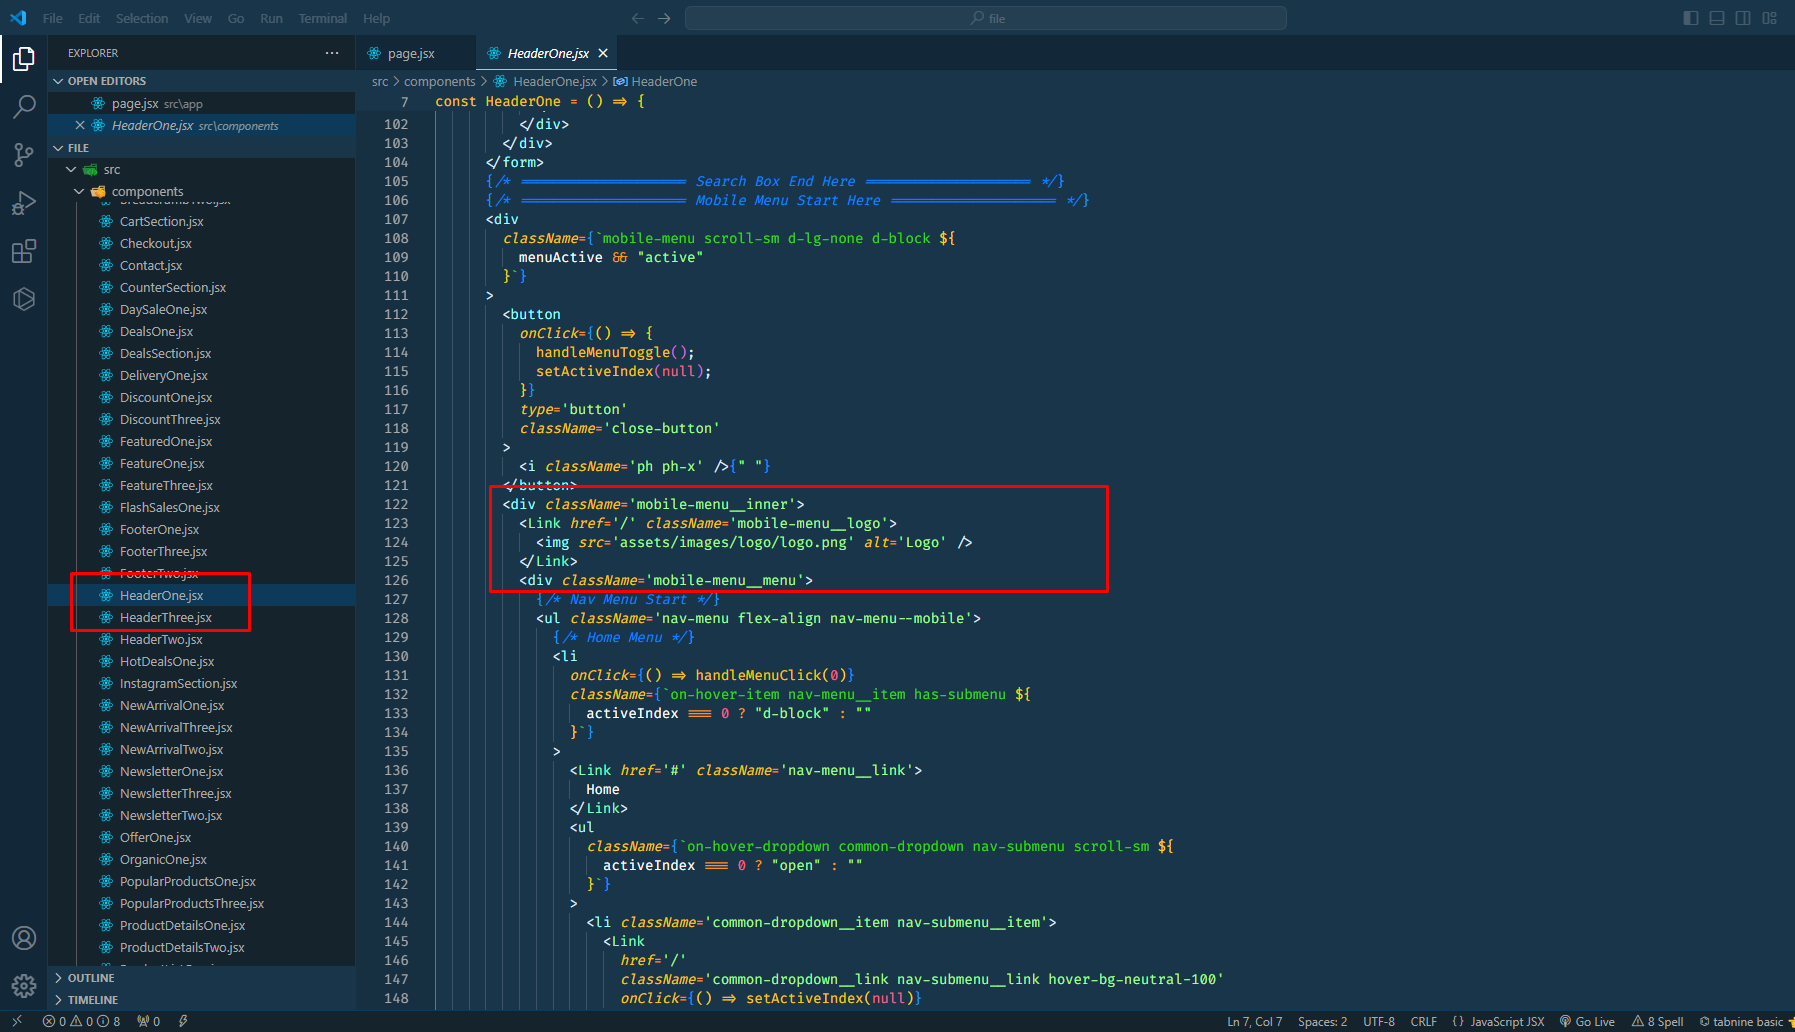 File Edit Selection View Go Run Terminal Help
file
EXPLORER
OPEN EDITORS
page.jsx src\app
HeaderOne.jsx src\components
FILE
src
components
BreadcrumbTwo.jsx
CartSection.jsx
Checkout.jsx
Contact.jsx
CounterSection.jsx
DaySaleOne.jsx
DealsOne.jsx
DealsSection.jsx
DeliveryOne.jsx
DiscountOne.jsx
DiscountThree.jsx
FeaturedOne.jsx
FeatureOne.jsx
FeatureThree.jsx
FlashSalesOne.jsx
FooterOne.jsx
FooterThree.jsx
FooterTwo.jsx
HeaderOne.jsx
HeaderThree.jsx
HeaderTwo.jsx
HotDealsOne.jsx
InstagramSection.jsx
NewArrivalOne.jsx
NewArrivalThree.jsx
NewArrivalTwo.jsx
NewsletterOne.jsx
NewsletterThree.jsx
NewsletterTwo.jsx
OfferOne.jsx
OrganicOne.jsx
PopularProductsOne.jsx
PopularProductsThree.jsx
ProductDetailsOne.jsx
ProductDetailsTwo.jsx
OUTLINE
TIMELINE
page.jsx
HeaderOne.jsx
src > components > HeaderOne.jsx > HeaderOne
7 const HeaderOne = () => {
102 </div>
103 </div>
104 </form>
105 {/* ==================== Search Box End Here ==================== */}
106 {/* ==================== Mobile Menu Start Here ==================== */}
107 <div
108 className={`mobile-menu scroll-sm d-lg-none d-block ${
109 menuActive && "active"
110 }`}
111 >
112 <button
113 onClick={() => {
114 handleMenuToggle();
115 setActiveIndex(null);
116 }}
117 type='button'
118 className='close-button'
119 >
120 <i className='ph ph-x' />{" "}
121 </button>
122 <div className='mobile-menu__inner'>
123 <Link href='/' className='mobile-menu__logo'>
124 <img src='assets/images/logo/logo.png' alt='Logo' />
125 </Link>
126 <div className='mobile-menu__menu'>
127 {/* Nav Menu Start */}
128 <ul className='nav-menu flex-align nav-menu--mobile'>
129 {/* Home Menu */}
130 <li
131 onClick={() => handleMenuClick(0)}
132 className={`on-hover-item nav-menu__item has-submenu ${
133 activeIndex === 0 ? "d-block" : ""
134 }`}
135 >
136 <Link href='#' className='nav-menu__link'>
137 Home
138 </Link>
139 <ul
140 className={`on-hover-dropdown common-dropdown nav-submenu scroll-sm ${
141 activeIndex === 0 ? "open" : ""
142 }`}
143 >
144 <li className='common-dropdown__item nav-submenu__item'>
145 <Link
146 href='/'
147 className='common-dropdown__link nav-submenu__link hover-bg-neutral-100'
148 onClick={() => setActiveIndex(null)}
0 0 8 0
Ln 7, Col 7 Spaces: 2 UTF-8 CRLF {} JavaScript JSX Go Live 8 Spell tabnine basic